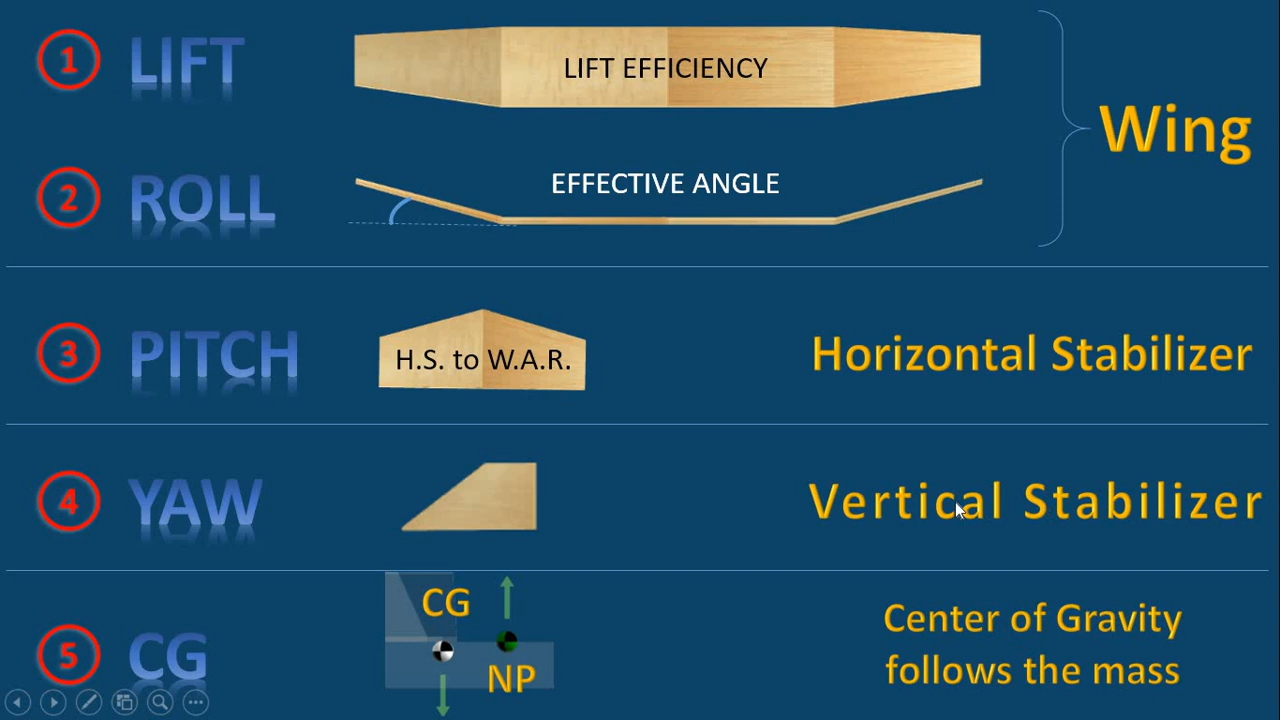 1 LIFT
LIFT EFFICIENCY
Wing
2 ROLL
EFFECTIVE ANGLE
3 PITCH
H.S. to W.A.R.
Horizontal Stabilizer
4 YAW
Vertical Stabilizer
5 CG
CG
NP
Center of Gravity
follows the mass